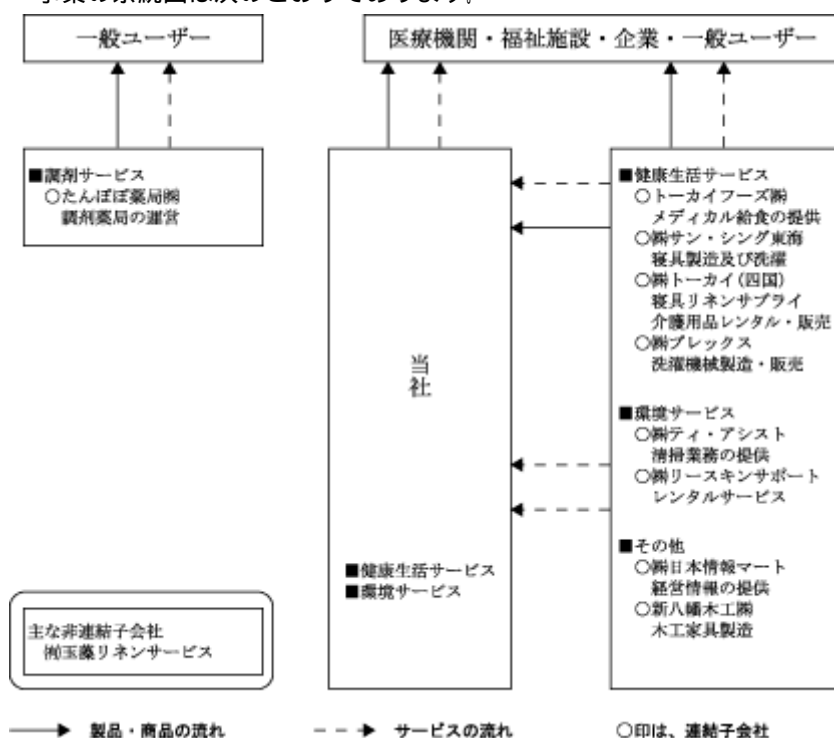 事業の系統図は次のとおりであります。
一般ユーザー
医療機関・福祉施設・企業・一般ユーザー
■調剤サービス
○たんぽぽ薬局㈱
調剤薬局の運営
当社
■健康生活サービス
■環境サービス
■健康生活サービス
○トーカイフーズ㈱
メディカル給食の提供
○㈱サン・シング東海
寝具製造及び洗濯
○㈱トーカイ(四国)
寝具リネンサプライ
介護用品レンタル・販売
○㈱プレックス
洗濯機械製造・販売
■環境サービス
○㈱ティ・アシスト
清掃業務の提供
○㈱リースキンサポート
レンタルサービス
■その他
○㈱日本情報マート
経営情報の提供
○新八幡木工㈱
木工家具製造
主な非連結子会社
㈲玉藻リネンサービス
製品・商品の流れ
サービスの流れ
○印は、連結子会社